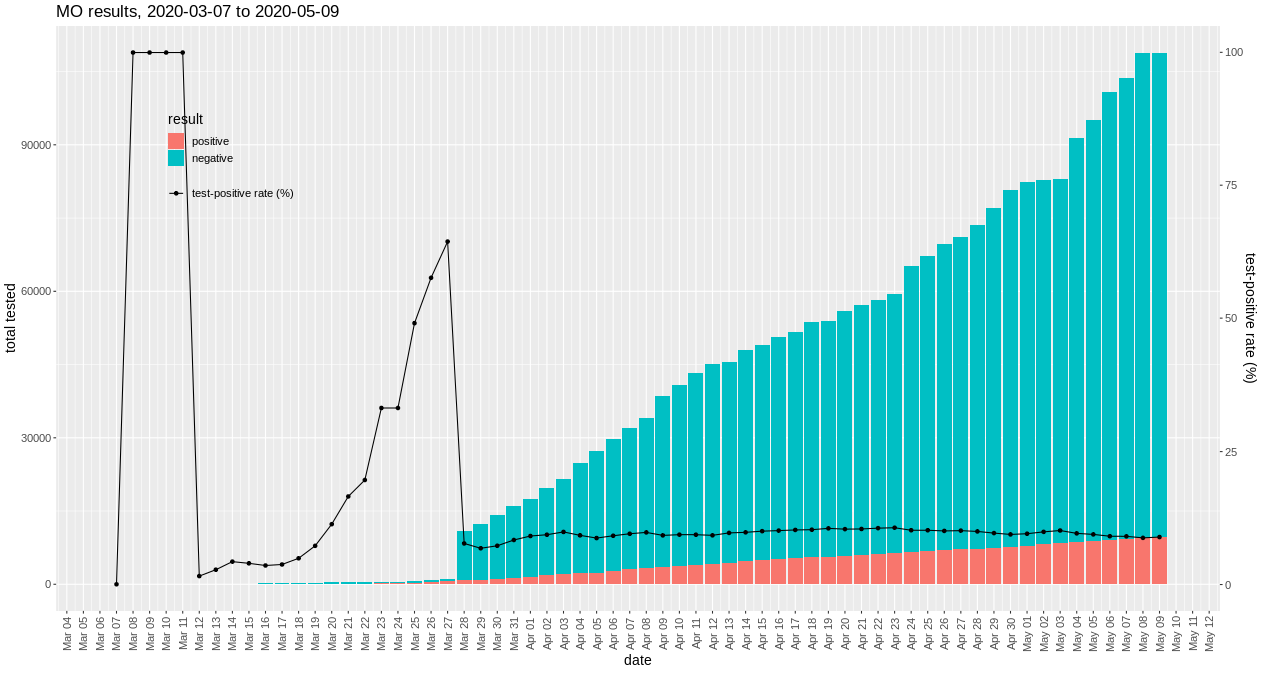 MO results, 2020-03-07 to 2020-05-09
100
result
positive
negative
90000
75
test-positive rate (%)
60000
total tested
50
test-positive rate (%)
30000
25
0
0
Mar 04
Mar 05
Mar 06
Mar 07
Mar 08
Mar 09
Mar 10
Mar 11
Mar 12
Mar 13
Mar 14
Mar 15
Mar 16
Mar 17
Mar 18
Mar 19
Mar 20
Mar 21
Mar 22
Mar 23
Mar 24
Mar 25
Mar 26
Mar 27
Mar 28
Mar 29
Mar 30
Mar 31
Apr 01
Apr 02
Apr 03
Apr 04
Apr 05
Apr 06
Apr 07
Apr 08
Apr 09
Apr 10
Apr 11
Apr 12
Apr 13
Apr 14
Apr 15
Apr 16
Apr 17
Apr 18
Apr 19
Apr 20
Apr 21
Apr 22
Apr 23
Apr 24
Apr 25
Apr 26
Apr 27
Apr 28
Apr 29
Apr 30
May 01
May 02
May 03
May 04
May 05
May 06
May 07
May 08
May 09
May 10
May 11
May 12
date